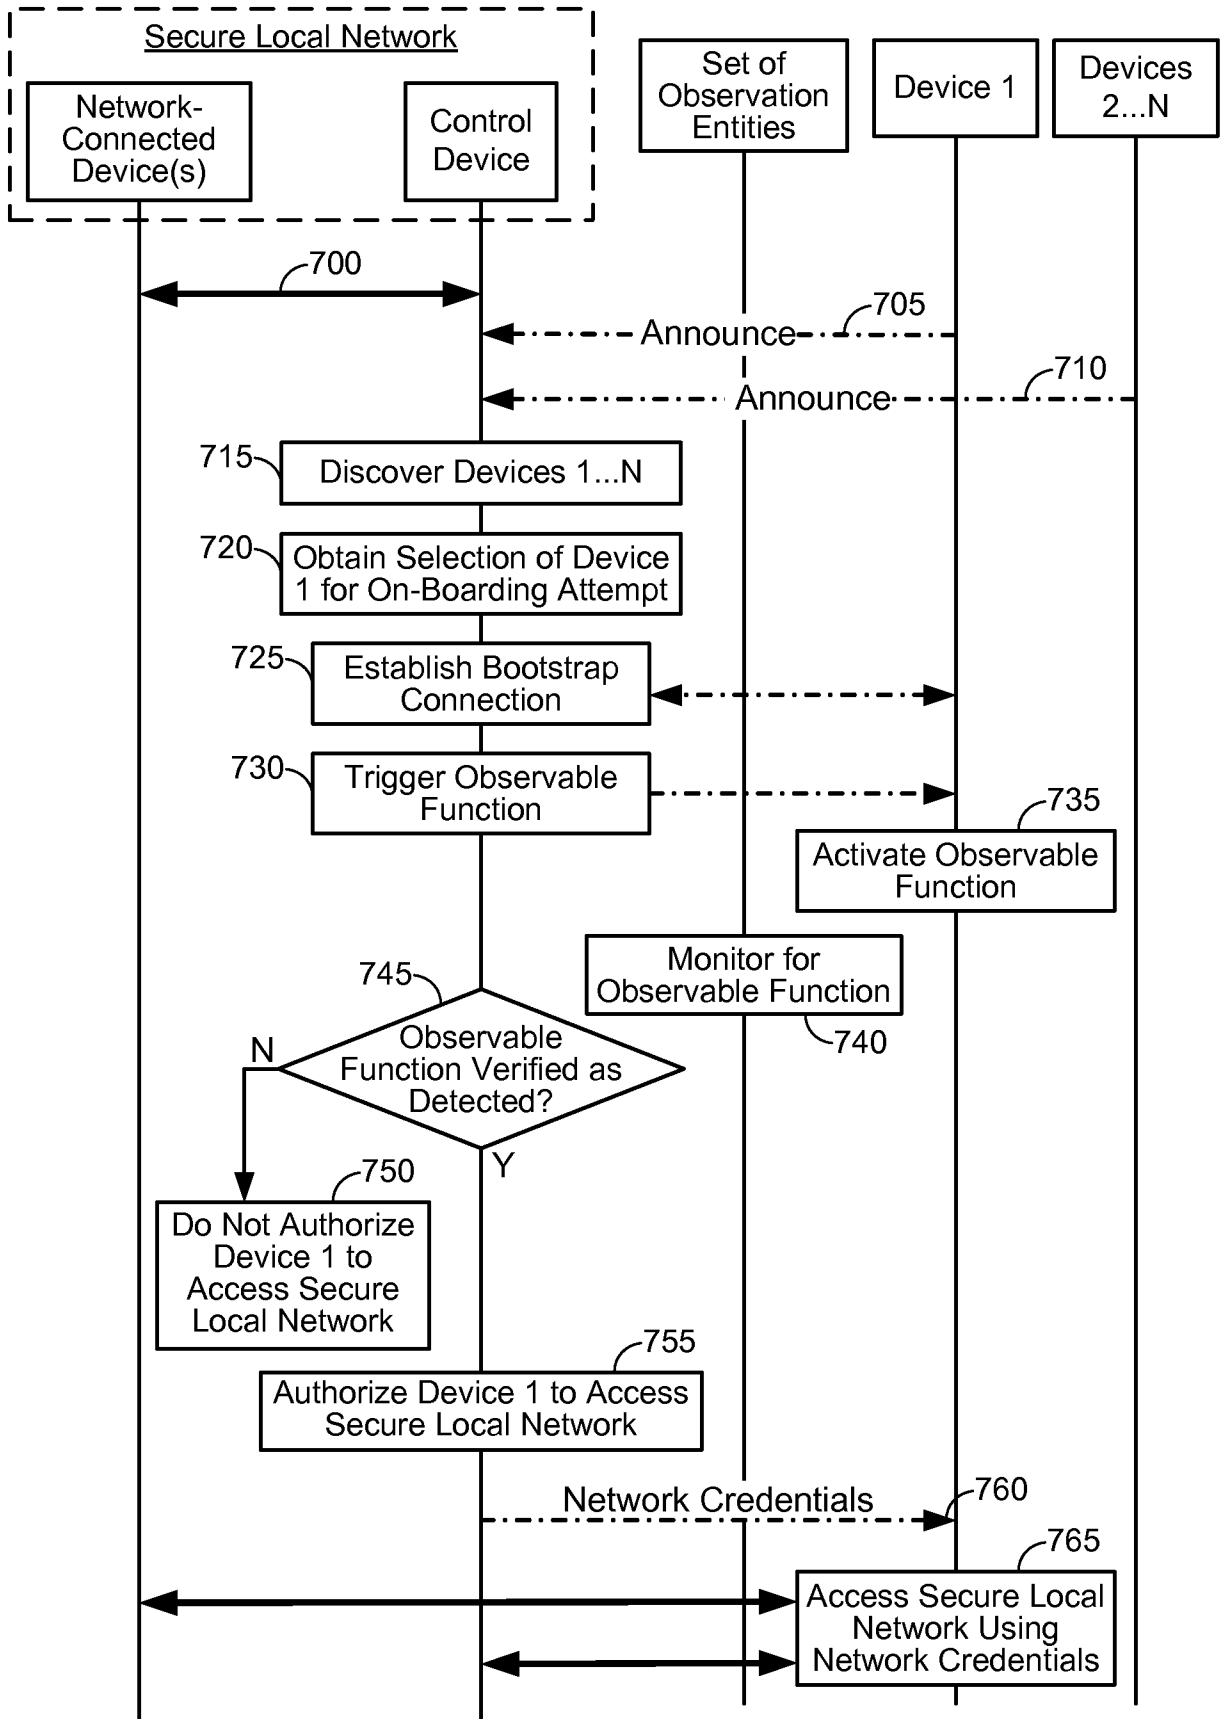 Secure Local Network
Network-
Connected
Device(s)
Control
Device
Set of
Observation
Entities
Device 1
Devices
2...N
700
705
Announce
710
Announce
715
Discover Devices 1...N
720
Obtain Selection of Device
1 for On-Boarding Attempt
725
Establish Bootstrap
Connection
730
Trigger Observable
Function
735
Activate Observable
Function
Monitor for
Observable Function
740
745
Observable
Function Verified as
Detected?
N
Y
750
Do Not Authorize
Device 1 to
Access Secure
Local Network
755
Authorize Device 1 to Access
Secure Local Network
Network Credentials
760
765
Access Secure Local
Network Using
Network Credentials